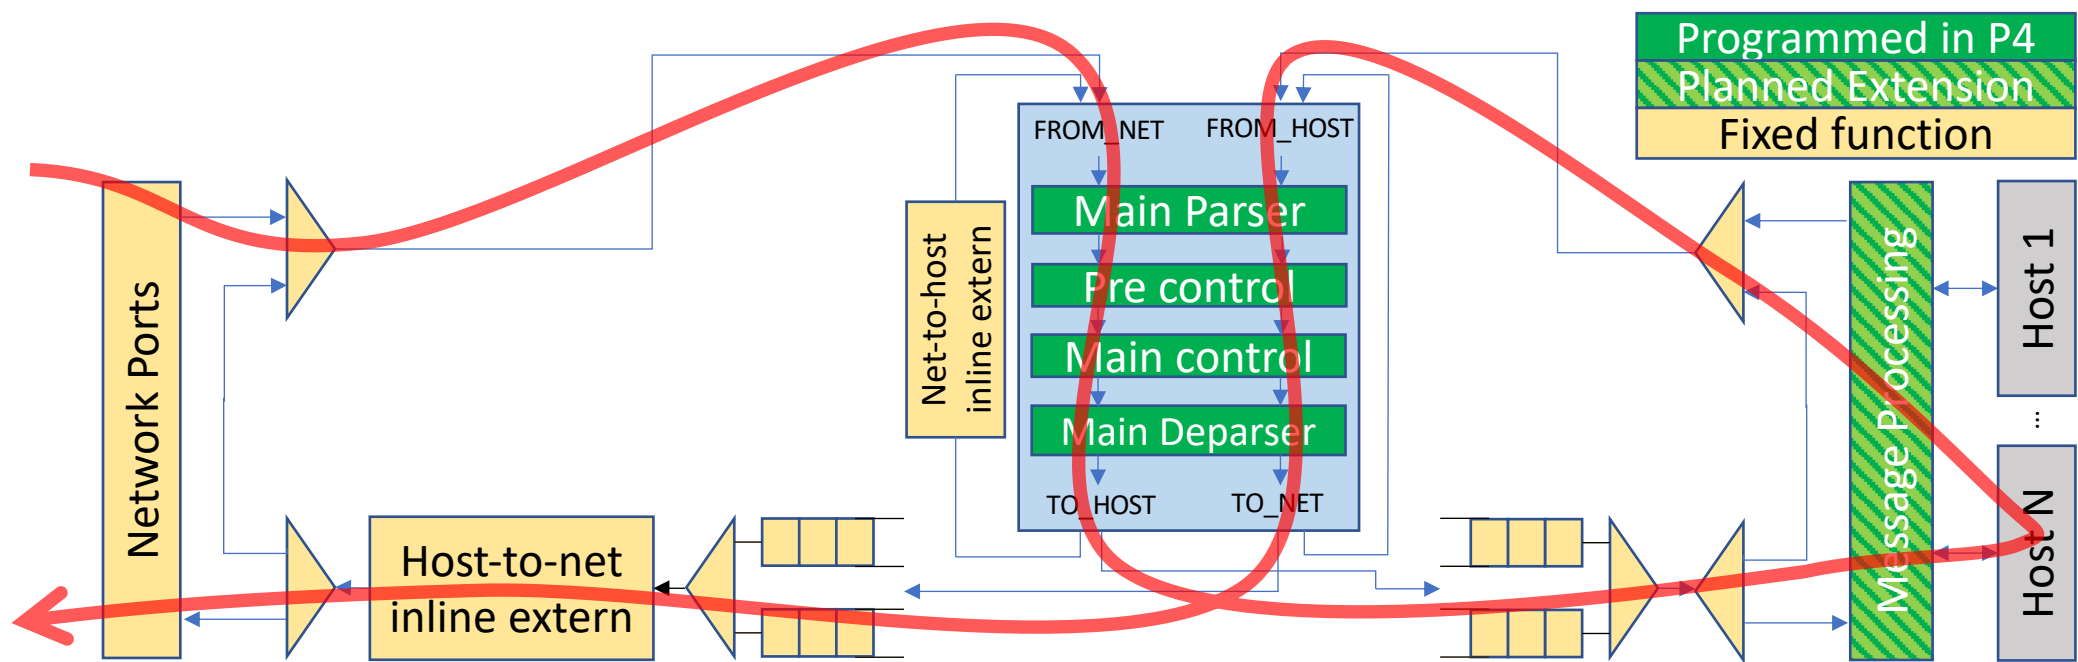 Programmed in P4
Planned Extension
Fixed function
FROM_NET
FROM_HOST
Main Parser
Pre control
Main control
Main Deparser
TO_HOST
TO_NET
Network Ports
Net-to-host
inline extern
Host-to-net
inline extern
Message Processing
Host 1
...
Host N